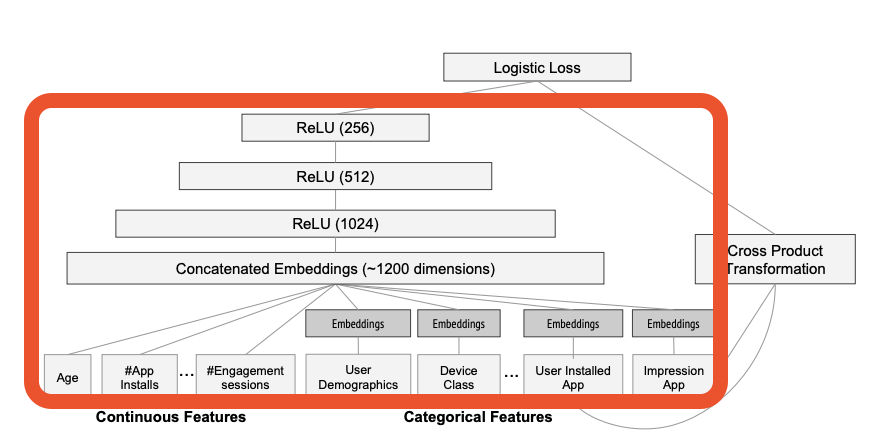 Logistic Loss
ReLU (256)
ReLU (512)
ReLU (1024)
Concatenated Embeddings (~1200 dimensions)
Cross Product
Transformation
Embeddings
Embeddings
Embeddings
Embeddings
Age
#App
Installs
...
#Engagement
sessions
User
Demographics
Device
Class
...
User Installed
App
Impression
App
Continuous Features
Categorical Features